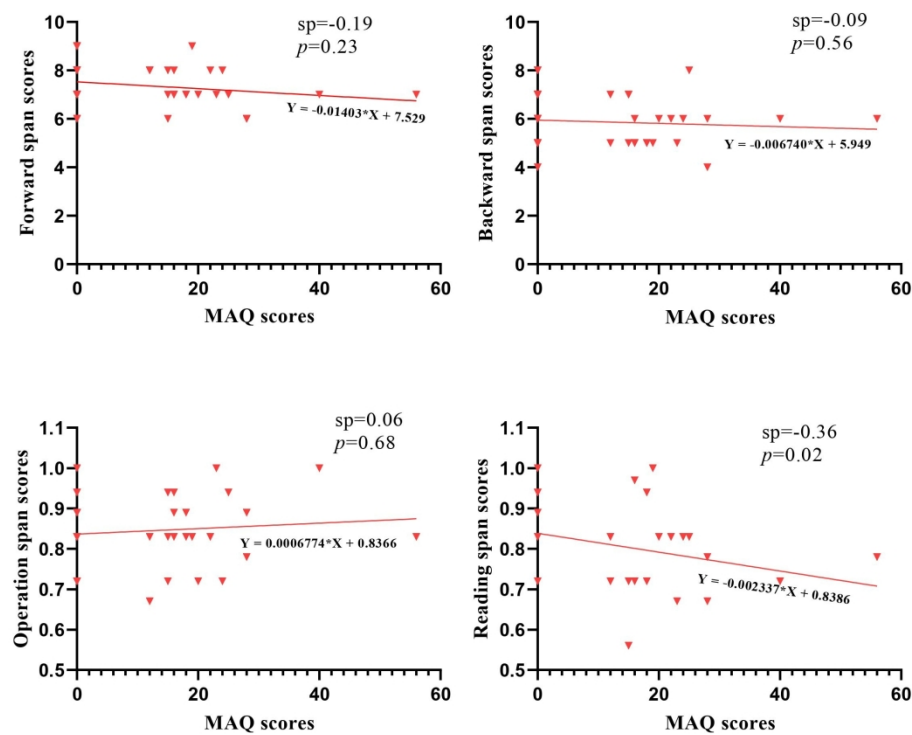 sp=-0.19
p=0.23
10
8
6
4
2
0
Forward span scores
Y = -0.01403*X + 7.529
0 20 40 60
MAQ scores
sp=-0.09
p=0.56
10
8
6
4
2
0
Backward span scores
Y = -0.006740*X + 5.949
0 20 40 60
MAQ scores
sp=0.06
p=0.68
1.1
1.0
0.9
0.8
0.7
0.6
0.5
Operation span scores
Y = 0.0006774*X + 0.8366
0 20 40 60
MAQ scores
sp=-0.36
p=0.02
1.1
1.0
0.9
0.8
0.7
0.6
0.5
Reading span scores
Y = -0.002337*X + 0.8386
0 20 40 60
MAQ scores